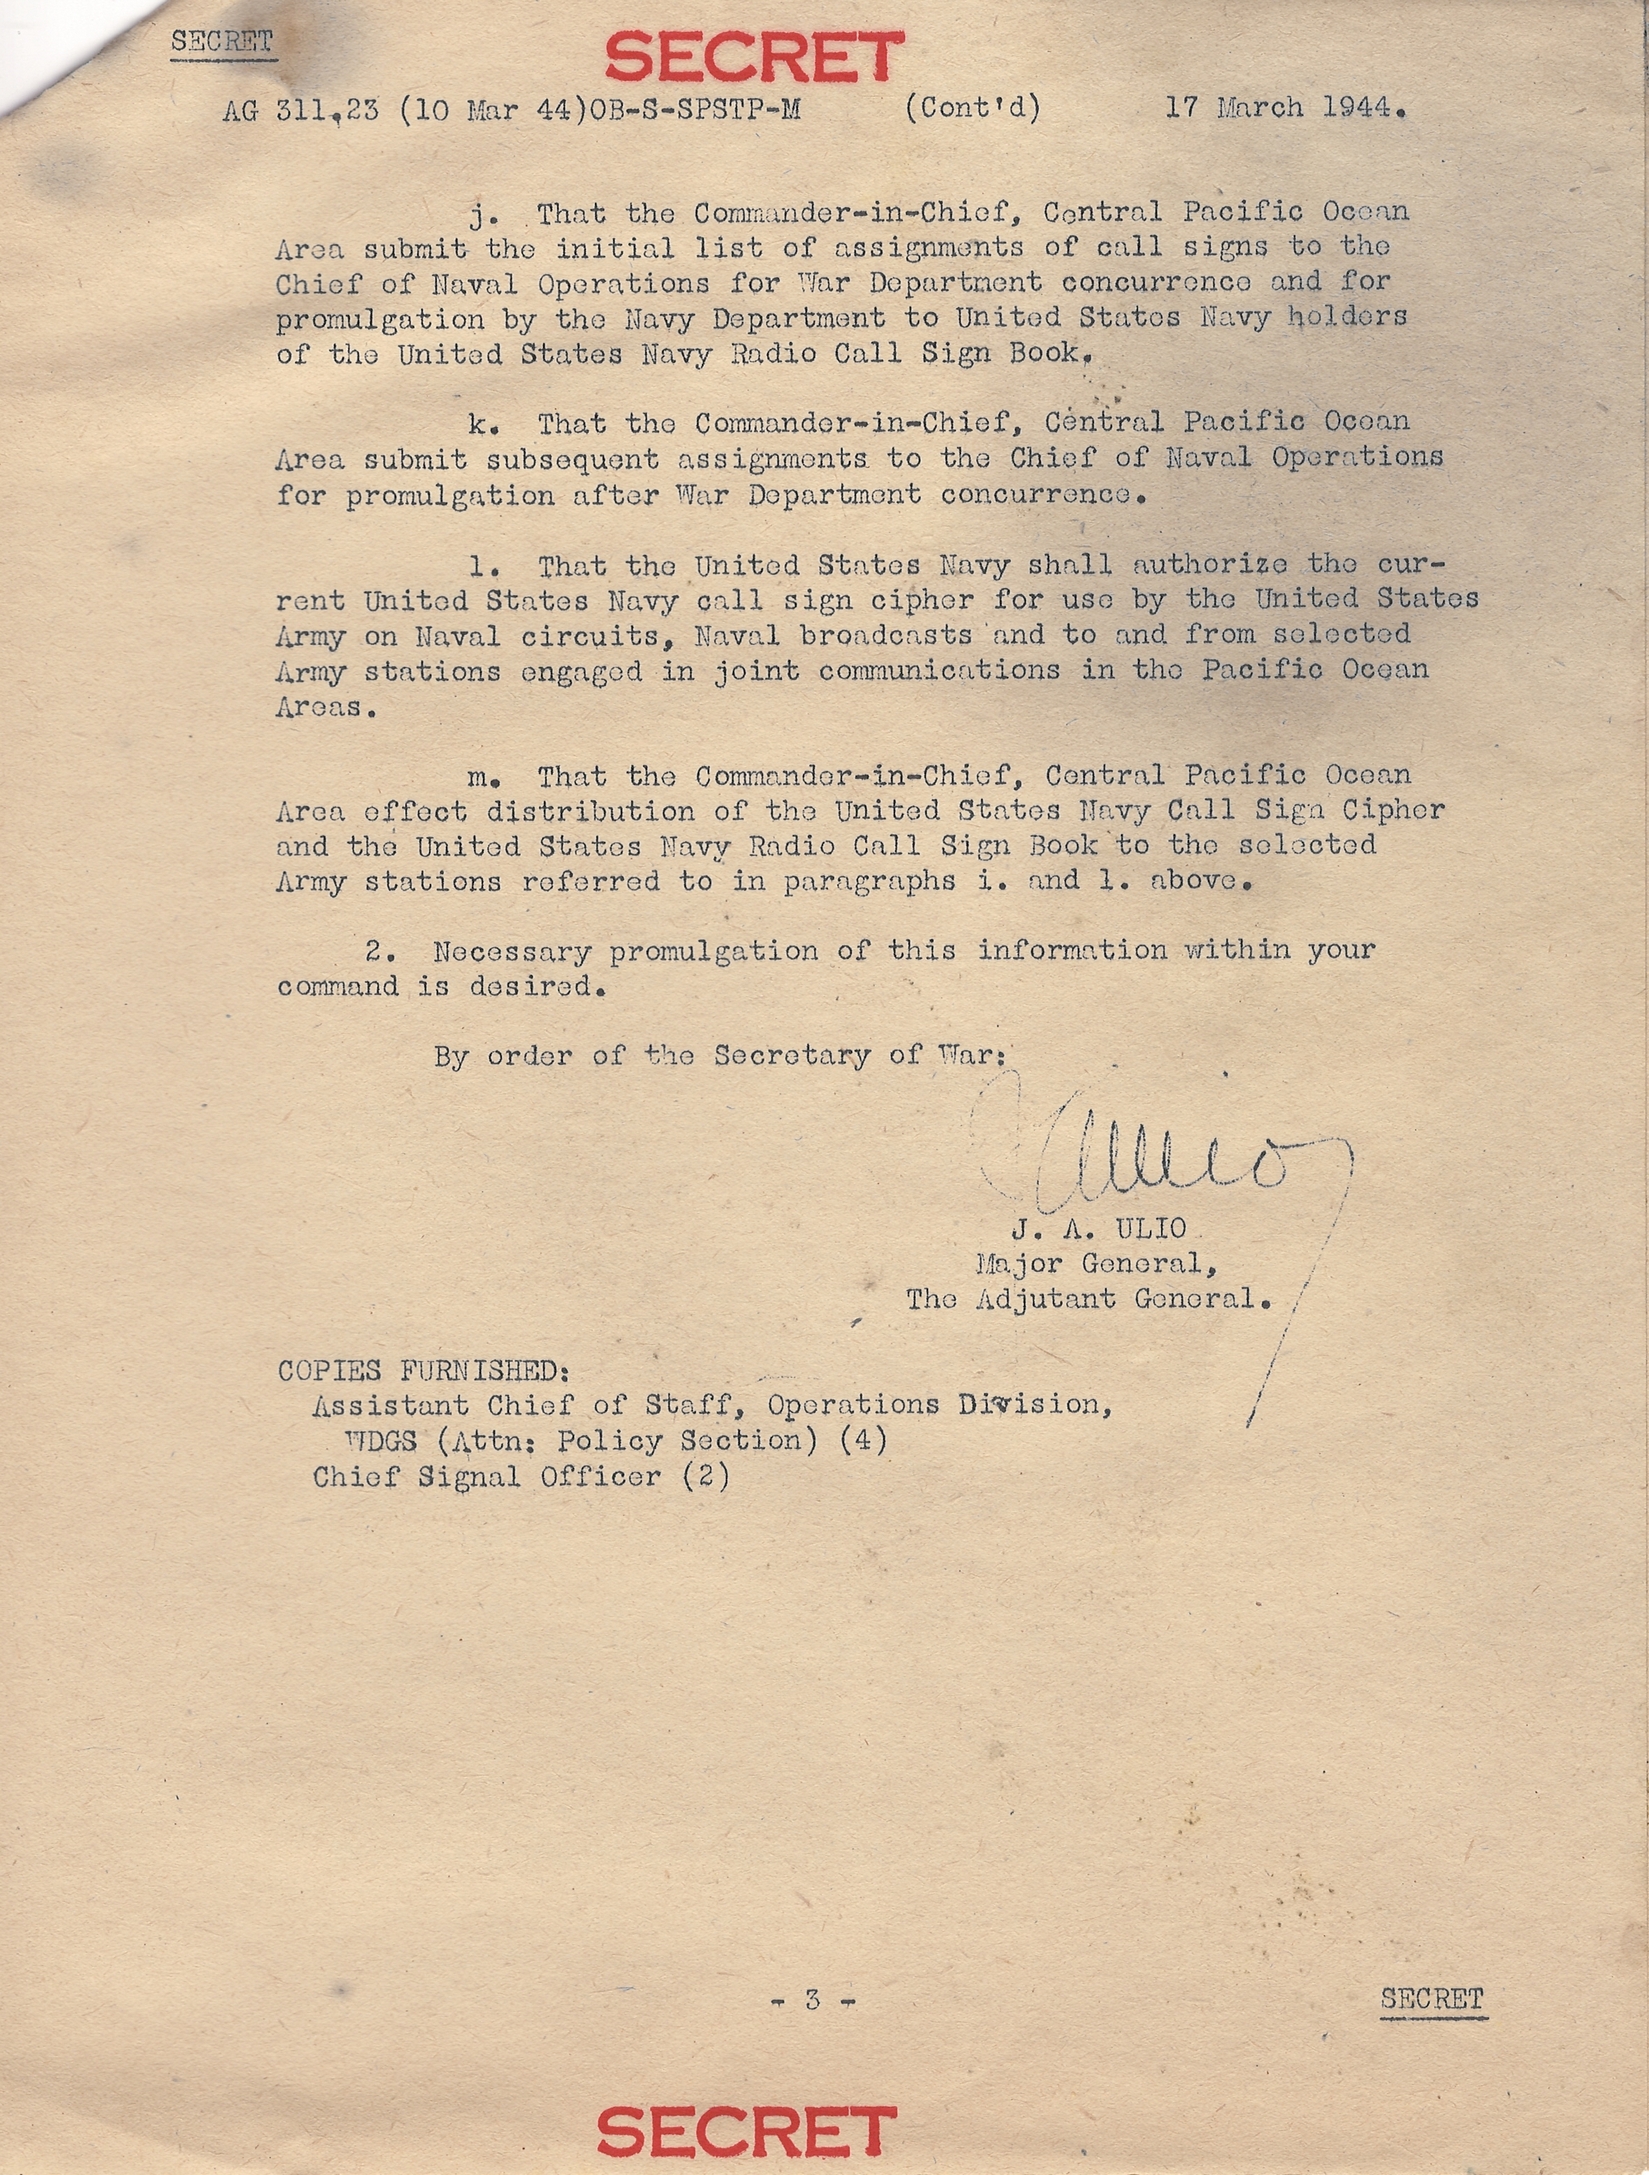 SECRET
SECRET
AG 311.23 (10 Mar 44)OB-S-SPSTP-M (Cont'd) 17 March 1944.
j. That the Commander-in-Chief, Central Pacific Ocean
Area submit the initial list of assignments of call signs to the
Chief of Naval Operations for War Department concurrence and for
promulgation by the Navy Department to United States Navy holders
of the United States Navy Radio Call Sign Book.
k. That the Commander-in-Chief, Central Pacific Ocean
Area submit subsequent assignments to the Chief of Naval Operations
for promulgation after War Department concurrence.
l. That the United States Navy shall authorize the cur-
rent United States Navy call sign cipher for use by the United States
Army on Naval circuits, Naval broadcasts and to and from selected
Army stations engaged in joint communications in the Pacific Ocean
Areas.
m. That the Commander-in-Chief, Central Pacific Ocean
Area effect distribution of the United States Navy Call Sign Cipher
and the United States Navy Radio Call Sign Book to the selected
Army stations referred to in paragraphs i. and l. above.
2. Necessary promulgation of this information within your
command is desired.
By order of the Secretary of War:
J. A. ULIO
Major General,
The Adjutant General.
COPIES FURNISHED:
Assistant Chief of Staff, Operations Division,
WDGS (Attn: Policy Section) (4)
Chief Signal Officer (2)
- 3 -
SECRET
SECRET